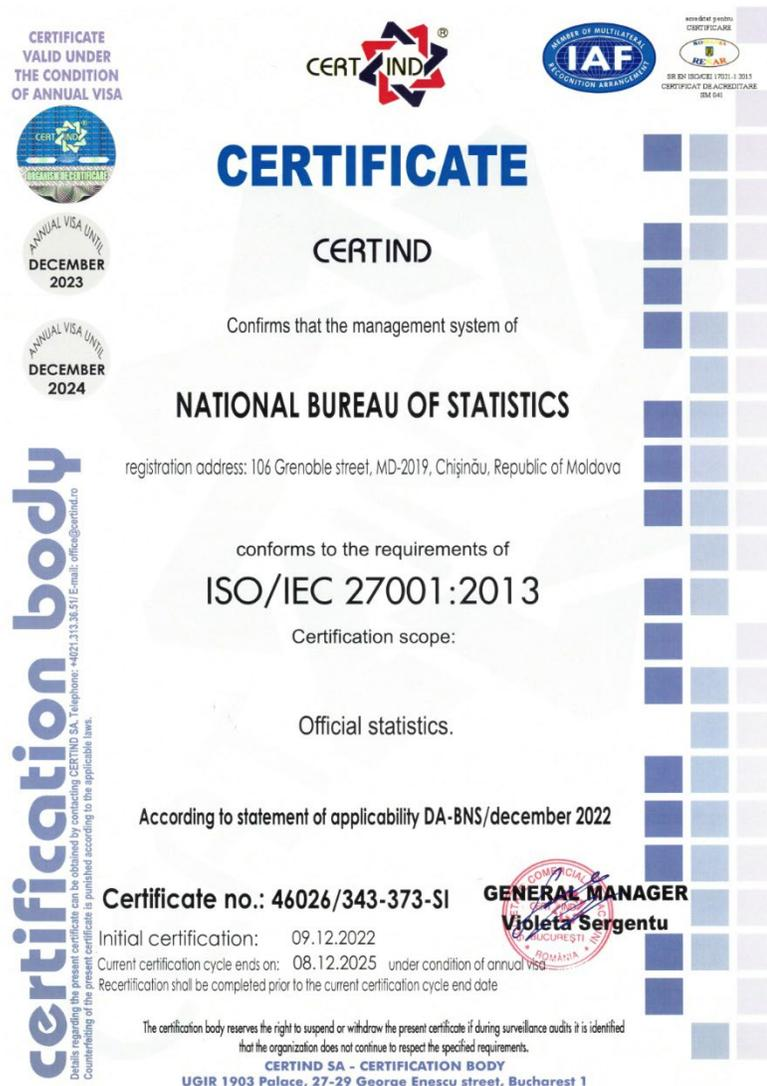 CERTIFICATE
VALID UNDER
THE CONDITION
OF ANNUAL VISA
CERT IND ®
MEMBER OF MULTILATERAL
IAF
RECOGNITION ARRANGEMENT
acreditat pentru
CERTIFICARE
RENAR
SR EN ISO/CEI 17021-1:2015
CERTIFICAT DE ACREDITARE
SM 041
CERT IND
ORGANISM DE CERTIFICARE
CERTIFICATE
CERTIND
ANNUAL VISA UNTIL
DECEMBER
2023
Confirms that the management system of
ANNUAL VISA UNTIL
DECEMBER
2024
NATIONAL BUREAU OF STATISTICS
registration address: 106 Grenoble street, MD-2019, Chişinău, Republic of Moldova
conforms to the requirements of
ISO/IEC 27001:2013
Certification scope:
Official statistics.
According to statement of applicability DA-BNS/december 2022
certification body
Details regarding the present certificate can be obtained by contacting CERTIND SA, Telephone: +4021.313.36.51/ E-mail: office@certind.ro
Counterfeiting of the present certificate is punished according to the applicable laws.
Certificate no.: 46026/343-373-SI
GENERAL MANAGER
Violeta Sergentu
COMERCIAL
CERTIND
BUCUREŞTI
* ROMÂNIA *
Initial certification: 09.12.2022
Current certification cycle ends on: 08.12.2025 under condition of annual visa
Recertification shall be completed prior to the current certification cycle end date
The certification body reserves the right to suspend or withdraw the present certificate if during surveillance audits it is identified
that the organization does not continue to respect the specified requirements.
CERTIND SA - CERTIFICATION BODY
UGIR 1903 Palace, 27-29 George Enescu street, Bucharest 1